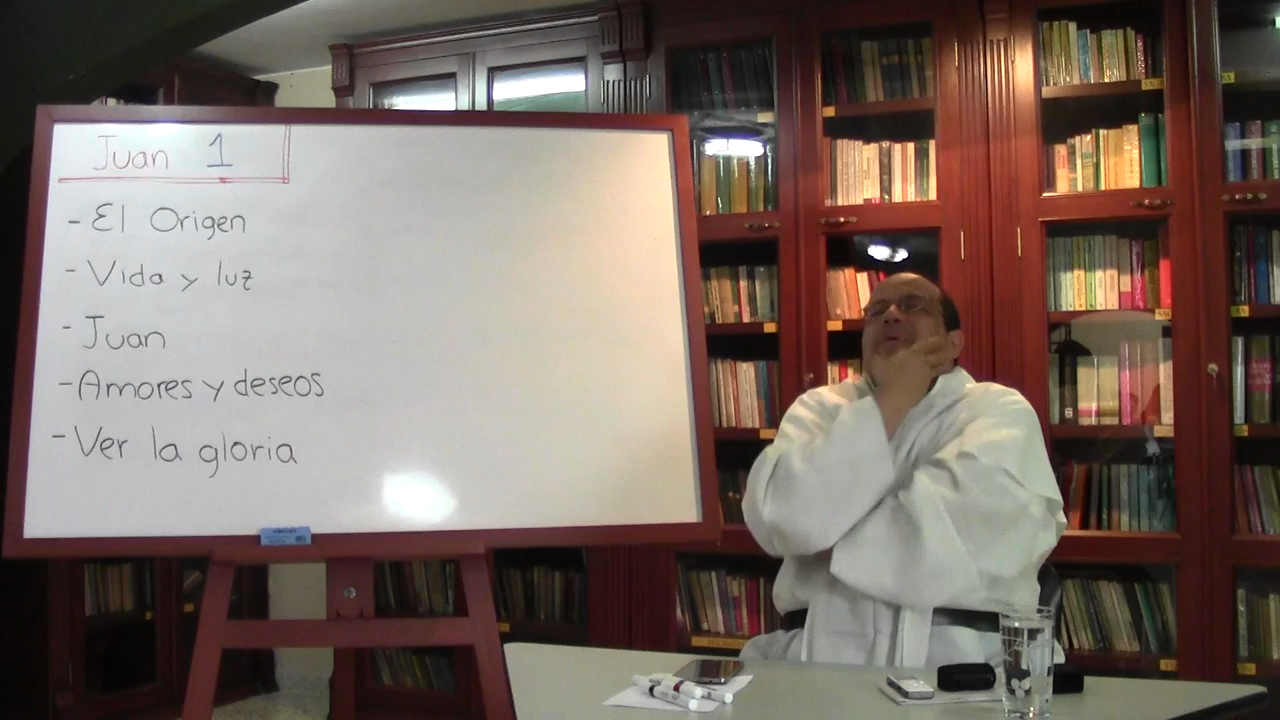 Juan 1
- El Origen
- Vida y luz
- Juan
- Amores y deseos
- Ver la gloria